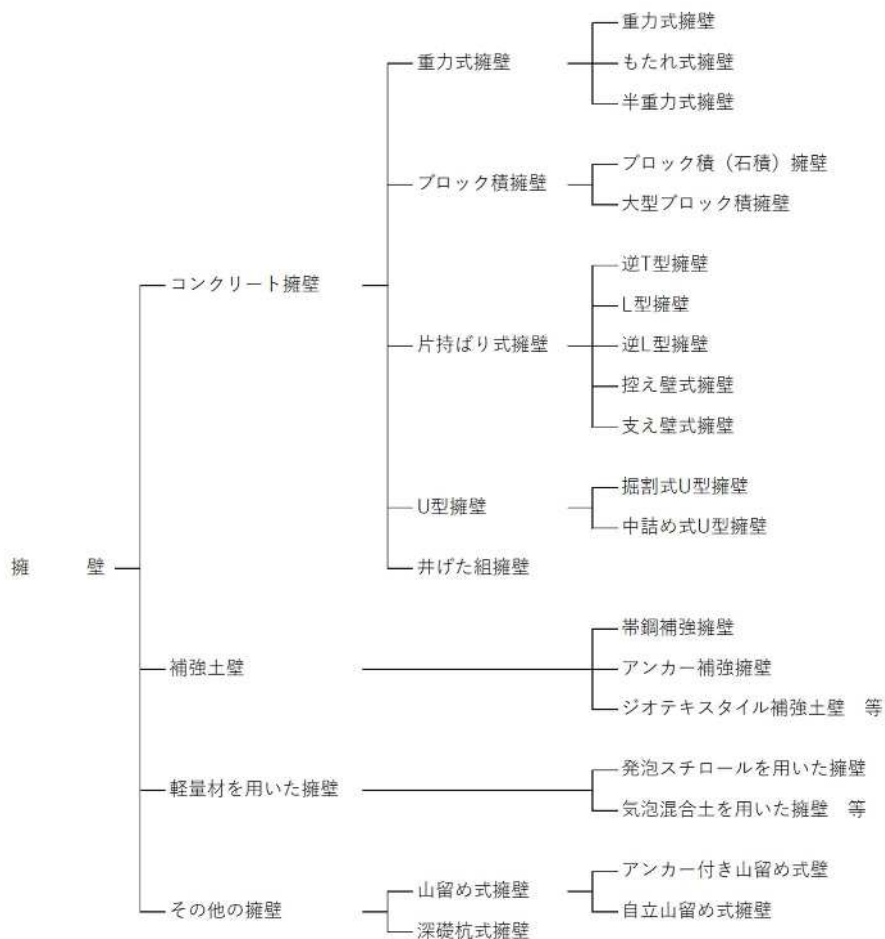 重力式擁壁
重力式擁壁
もたれ式擁壁
半重力式擁壁
ブロック積擁壁
ブロック積（石積）擁壁
大型ブロック積擁壁
コンクリート擁壁
片持ばり式擁壁
逆T型擁壁
L型擁壁
逆L型擁壁
控え壁式擁壁
支え壁式擁壁
U型擁壁
掘割式U型擁壁
中詰め式U型擁壁
擁　　壁
井げた組擁壁
補強土壁
帯鋼補強擁壁
アンカー補強擁壁
ジオテキスタイル補強土壁　等
軽量材を用いた擁壁
発泡スチロールを用いた擁壁
気泡混合土を用いた擁壁　等
その他の擁壁
山留め式擁壁
アンカー付き山留め式壁
自立山留め式擁壁
深礎杭式擁壁